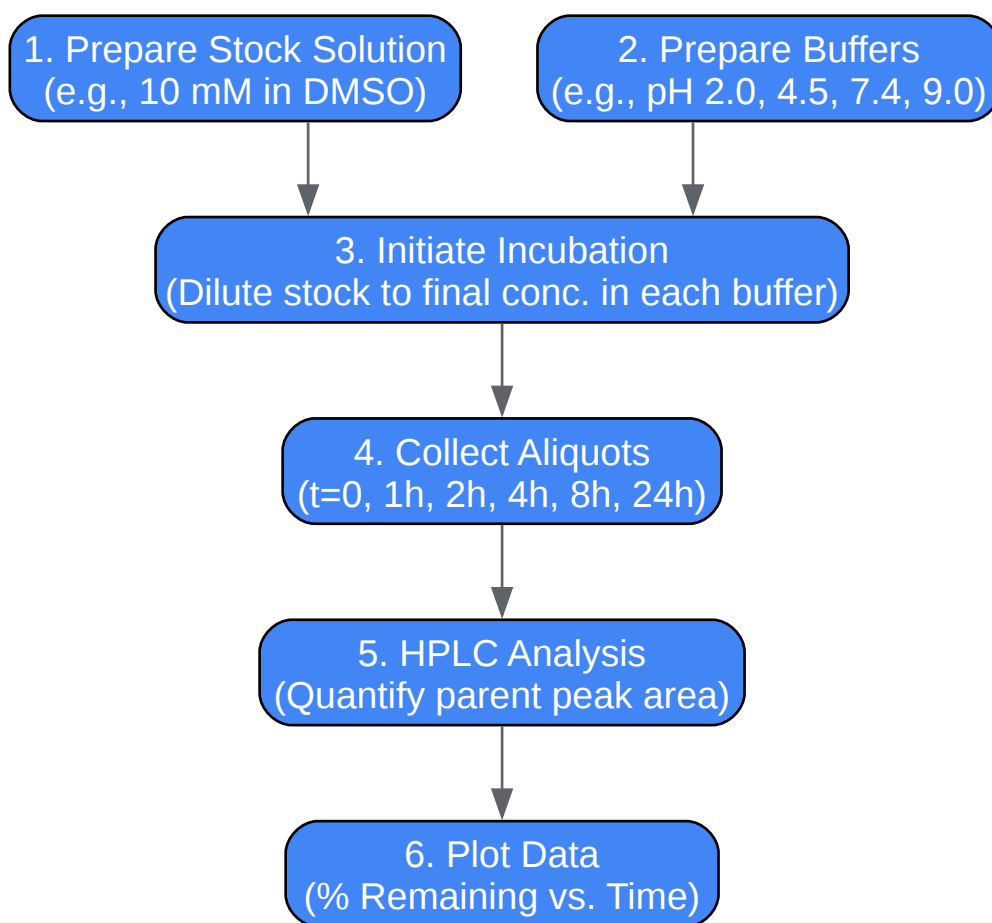 1. Prepare Stock Solution
(e.g., 10 mM in DMSO)
2. Prepare Buffers
(e.g., pH 2.0, 4.5, 7.4, 9.0)
3. Initiate Incubation
(Dilute stock to final conc. in each buffer)
4. Collect Aliquots
(t=0, 1h, 2h, 4h, 8h, 24h)
5. HPLC Analysis
(Quantify parent peak area)
6. Plot Data
(% Remaining vs. Time)